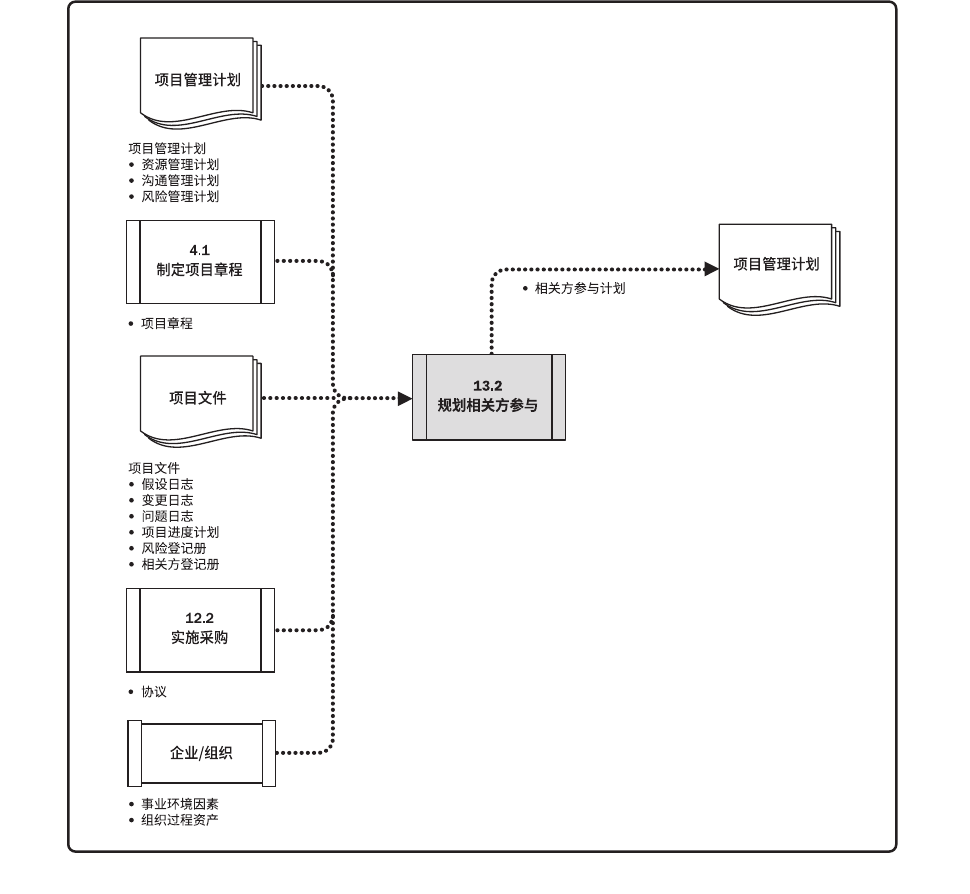 项目管理计划
项目管理计划
• 资源管理计划
• 沟通管理计划
• 风险管理计划
4.1
制定项目章程
• 项目章程
项目文件
项目文件
• 假设日志
• 变更日志
• 问题日志
• 项目进度计划
• 风险登记册
• 相关方登记册
12.2
实施采购
• 协议
企业/组织
• 事业环境因素
• 组织过程资产
13.2
规划相关方参与
• 相关方参与计划
项目管理计划